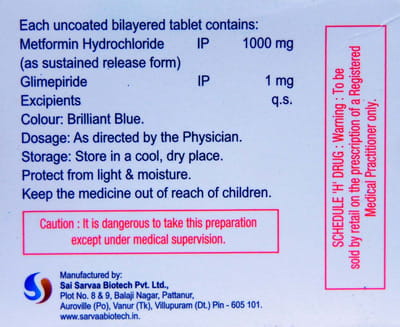 Each uncoated bilayered tablet contains:
Metformin Hydrochloride IP 1000 mg
(as sustained release form)
Glimepiride IP 1 mg
Excipients q.s.
Colour: Brilliant Blue.
Dosage: As directed by the Physician.
Storage: Store in a cool, dry place.
Protect from light & moisture.
Keep the medicine out of reach of children.
Caution : It is dangerous to take this preparation
except under medical supervision.
Manufactured by:
Sai Sarvaa Biotech Pvt. Ltd.,
Plot No. 8 & 9, Balaji Nagar, Pattanur,
Auroville (Po), Vanur (Tk), Villupuram (Dt.) Pin - 605 101.
www.sarvaabiotech.in.
SCHEDULE 'H' DRUG : Warning : To be
sold by retail on the prescription of a Registered
Medical Practitioner only.